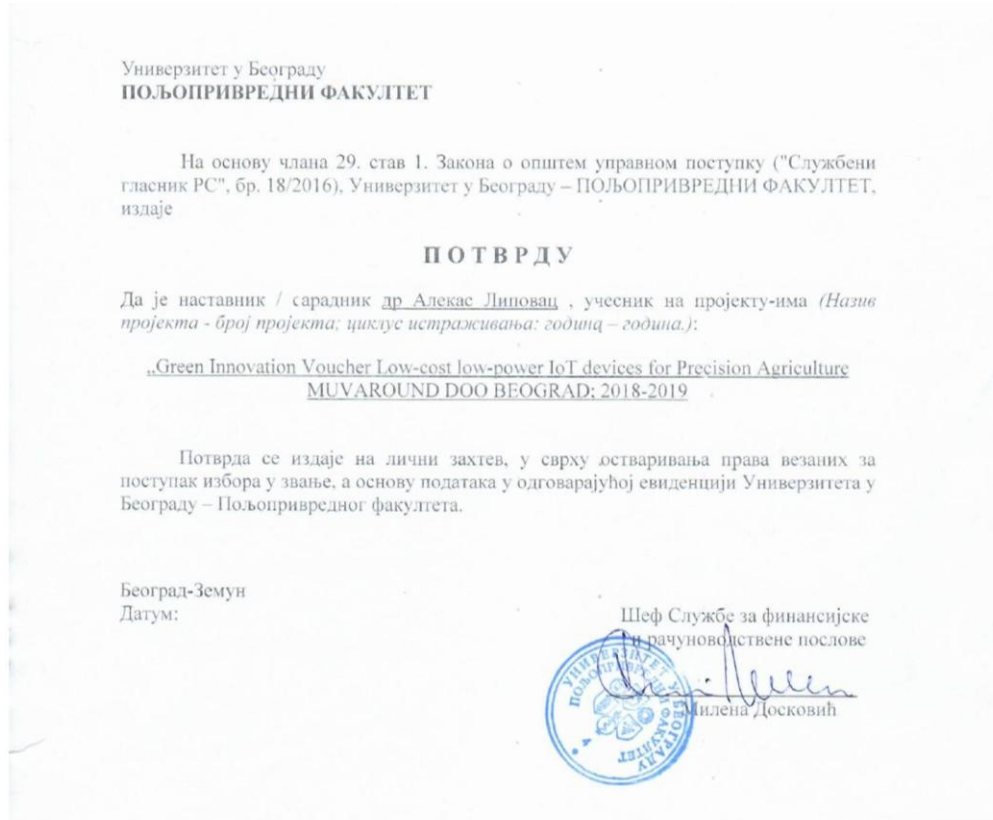 Универзитет у Београду
ПОЉОПРИВРЕДНИ ФАКУЛТЕТ
На основу члана 29. став 1. Закона о општем управном поступку ("Службени
гласник РС", бр. 18/2016), Универзитет у Београду – ПОЉОПРИВРЕДНИ ФАКУЛТЕТ,
издаје
П О Т В Р Д У
Да је наставник / сарадник др Алекас Липовац , учесник на пројекту-има (Назив
пројекта - број пројекта; циклус истраживања: година – година.):
„Green Innovation Voucher Low-cost low-power IoT devices for Precision Agriculture
MUVAROUND DOO BEOGRAD; 2018-2019
Потврда се издаје на лични захтев, у сврху остваривања права везаних за
поступак избора у звање, а основу података у одговарајућој евиденцији Универзитета у
Београду – Пољопривредног факултета.
Београд-Земун
Датум:
Шеф Службе за финансијске
и рачуноводствене послове
Милена Досковић
УНИВЕРЗИТЕТ У БЕОГРАДУ
ПОЉОПРИВРЕДНИ ФАКУЛТЕТ